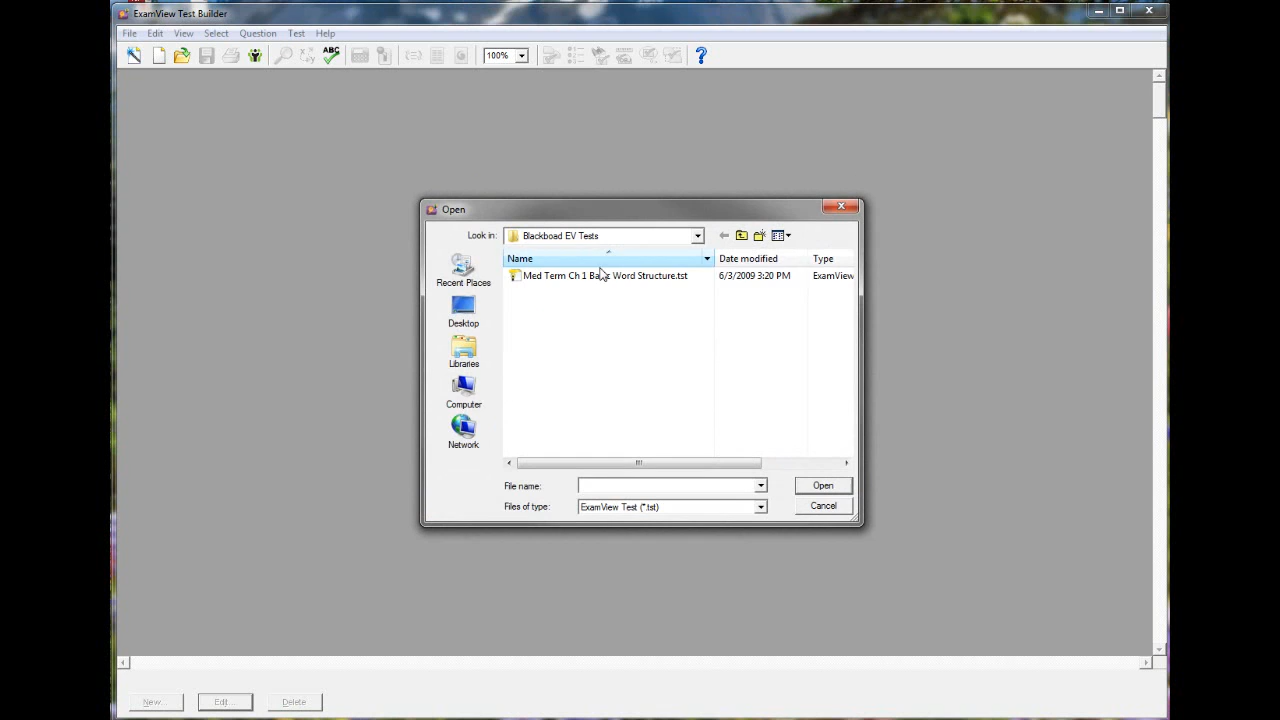 ExamView Test Builder
File Edit View Select Question Test Help
ABC 100% ?
Open
Look in: Blackboad EV Tests
Name Date modified Type
Med Term Ch 1 Basic Word Structure.tst 6/3/2009 3:20 PM ExamView
Recent Places
Desktop
Libraries
Computer
Network
File name: Open
Files of type: ExamView Test (*.tst) Cancel
New... Edit... Delete